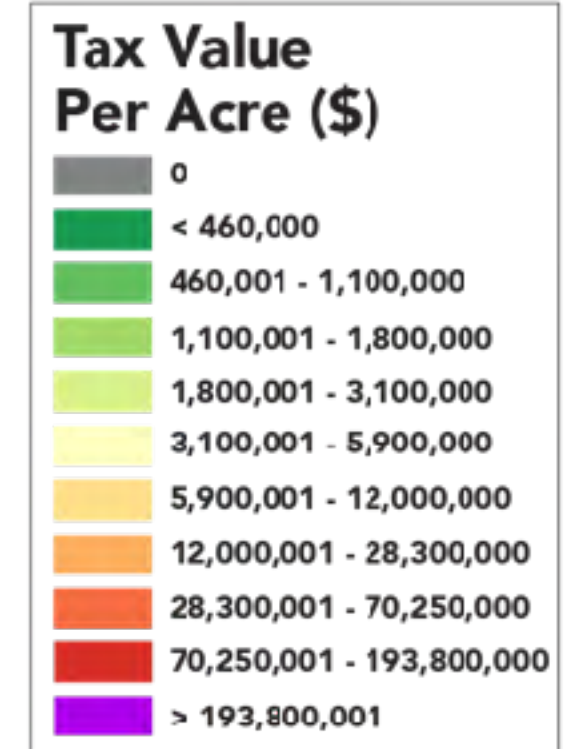 Tax Value
Per Acre ($)
0
< 460,000
460,001 - 1,100,000
1,100,001 - 1,800,000
1,800,001 - 3,100,000
3,100,001 - 5,900,000
5,900,001 - 12,000,000
12,000,001 - 28,300,000
28,300,001 - 70,250,000
70,250,001 - 193,800,000
> 193,800,001